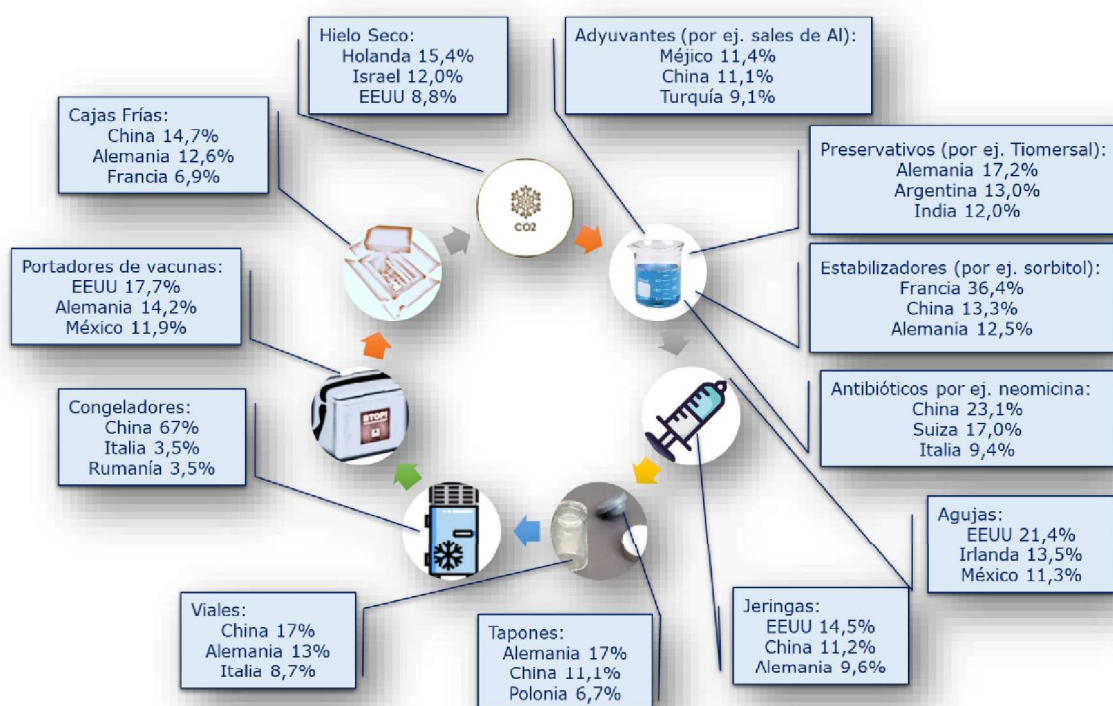 Hielo Seco:
Holanda 15,4%
Israel 12,0%
EEUU 8,8%
Adyuvantes (por ej. sales de Al):
Méjico 11,4%
China 11,1%
Turquía 9,1%
Cajas Frías:
China 14,7%
Alemania 12,6%
Francia 6,9%
Preservativos (por ej. Tiomersal):
Alemania 17,2%
Argentina 13,0%
India 12,0%
CO2
Portadores de vacunas:
EEUU 17,7%
Alemania 14,2%
México 11,9%
Estabilizadores (por ej. sorbitol):
Francia 36,4%
China 13,3%
Alemania 12,5%
STOP
Congeladores:
China 67%
Italia 3,5%
Rumanía 3,5%
Antibióticos por ej. neomicina:
China 23,1%
Suiza 17,0%
Italia 9,4%
Agujas:
EEUU 21,4%
Irlanda 13,5%
México 11,3%
Viales:
China 17%
Alemania 13%
Italia 8,7%
Tapones:
Alemania 17%
China 11,1%
Polonia 6,7%
Jeringas:
EEUU 14,5%
China 11,2%
Alemania 9,6%